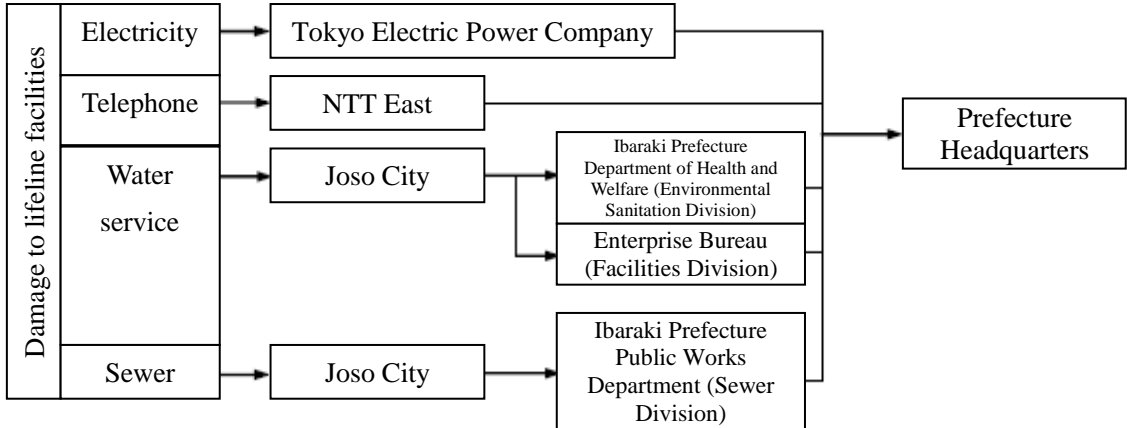 Damage to lifeline facilities
Electricity
Tokyo Electric Power Company
Telephone
NTT East
Prefecture
Headquarters
Water
service
Joso City
Ibaraki Prefecture
Department of Health and
Welfare (Environmental
Sanitation Division)
Enterprise Bureau
(Facilities Division)
Sewer
Joso City
Ibaraki Prefecture
Public Works
Department (Sewer
Division)